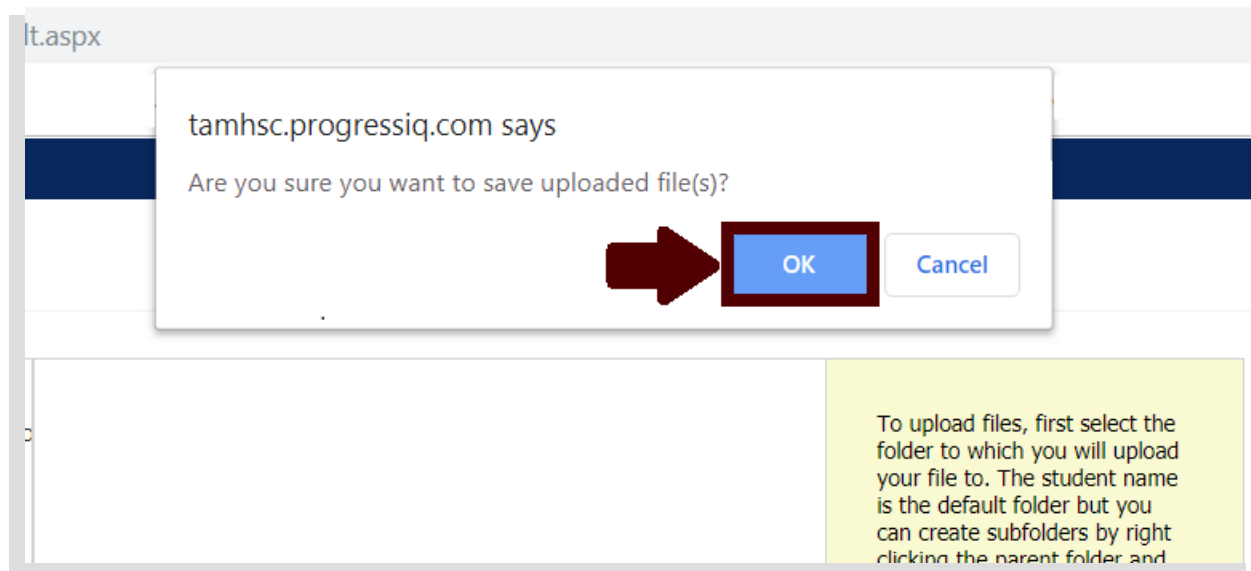 lt.aspx
tamhsc.progressiq.com says
Are you sure you want to save uploaded file(s)?
OK Cancel
To upload files, first select the
folder to which you will upload
your file to. The student name
is the default folder but you
can create subfolders by right
clicking the parent folder and